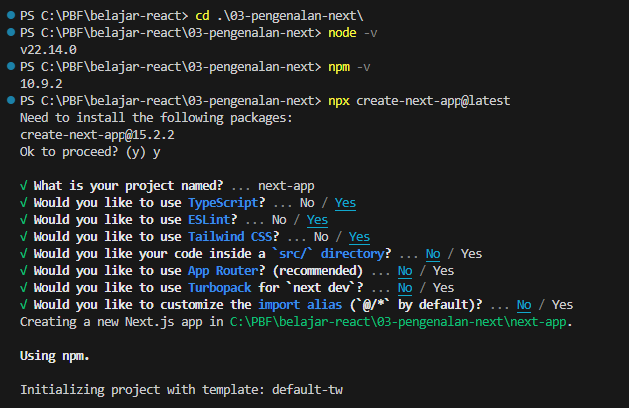 PS C:\PBF\belajar-react> cd .\03-pengenalan-next\
PS C:\PBF\belajar-react\03-pengenalan-next> node -v
v22.14.0
PS C:\PBF\belajar-react\03-pengenalan-next> npm -v
10.9.2
PS C:\PBF\belajar-react\03-pengenalan-next> npx create-next-app@latest
Need to install the following packages:
create-next-app@15.2.2
Ok to proceed? (y) y
√ What is your project named? ... next-app
√ Would you like to use TypeScript? ... No / Yes
√ Would you like to use ESLint? ... No / Yes
√ Would you like to use Tailwind CSS? ... No / Yes
√ Would you like your code inside a `src/` directory? ... No / Yes
√ Would you like to use App Router? (recommended) ... No / Yes
√ Would you like to use Turbopack for `next dev`? ... No / Yes
√ Would you like to customize the import alias (`@/*` by default)? ... No / Yes
Creating a new Next.js app in C:\PBF\belajar-react\03-pengenalan-next\next-app.
Using npm.
Initializing project with template: default-tw